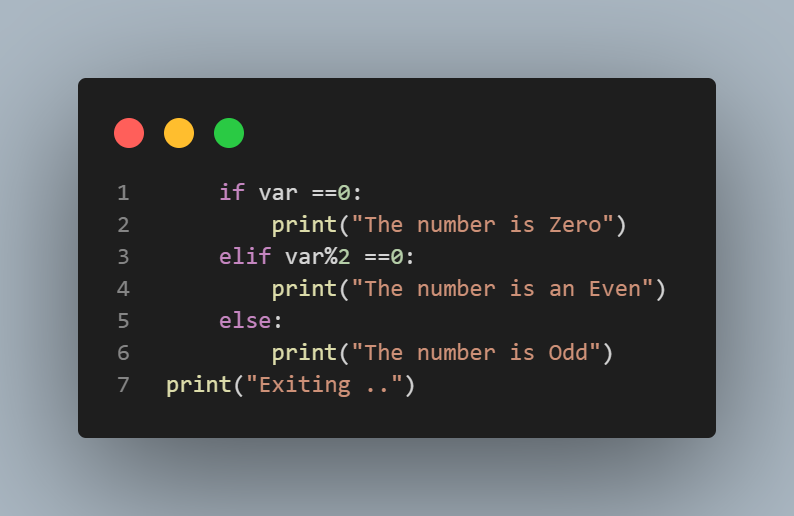 1        if var ==0:
2            print("The number is Zero")
3        elif var%2 ==0:
4            print("The number is an Even")
5        else:
6            print("The number is Odd")
7    print("Exiting ..")